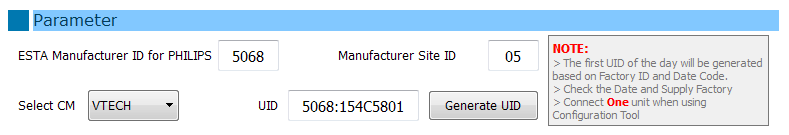 Parameter
ESTA Manufacturer ID for PHILIPS 5068 Manufacturer Site ID 05
Select CM VTECH UID 5068:154C5801 Generate UID
NOTE:
> The first UID of the day will be generated
based on Factory ID and Date Code.
> Check the Date and Supply Factory
> Connect One unit when using
Configuration Tool